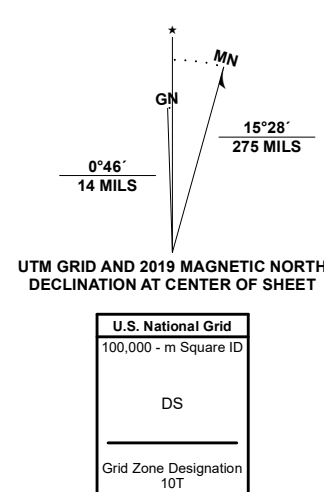 ★
MN
GN
15°28´
275 MILS
0°46´
14 MILS
UTM GRID AND 2019 MAGNETIC NORTH
DECLINATION AT CENTER OF SHEET
U.S. National Grid
100,000 - m Square ID
DS
Grid Zone Designation
10T